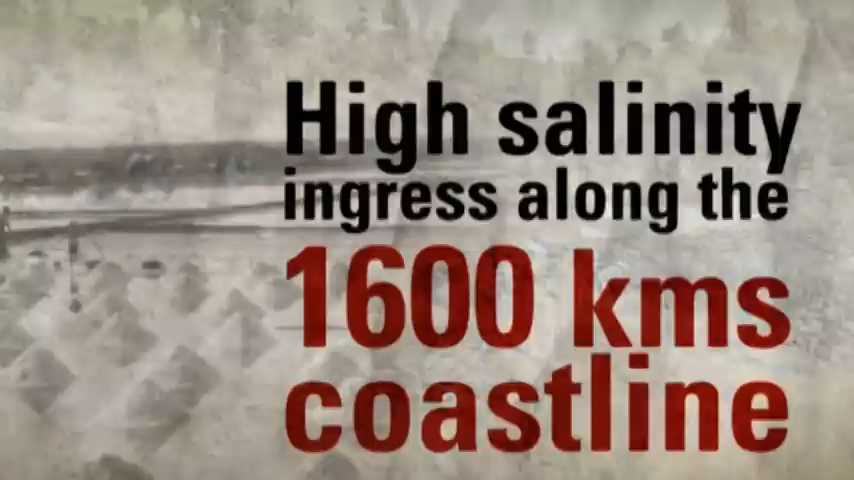 High salinity
ingress along the
1600 kms
coastline